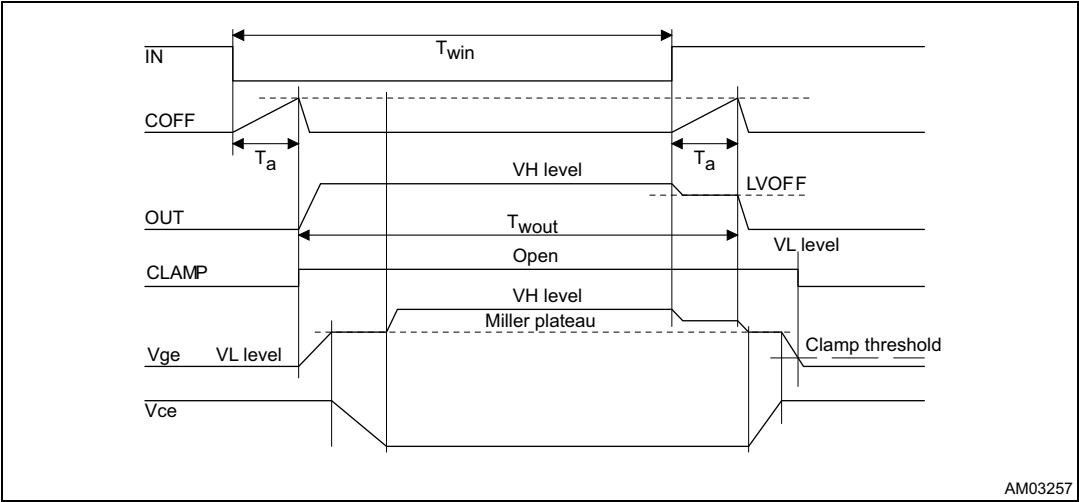 Twin
IN
COFF
Ta
Ta
VH level
LVOFF
OUT
Twout
VL level
Open
CLAMP
VH level
Miller plateau
Clamp threshold
Vge VL level
Vce
AM03257